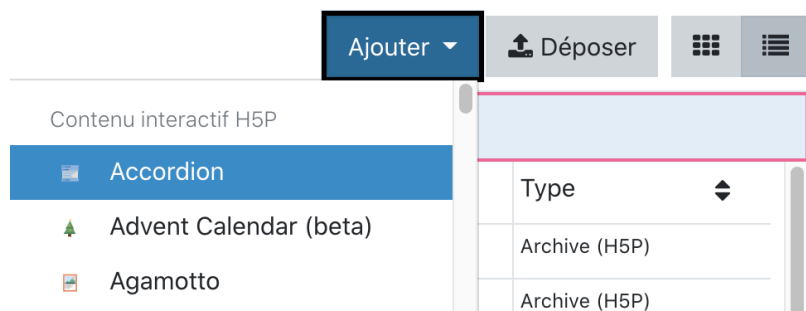 Ajouter
Déposer
Contenu interactif H5P
Accordion
Advent Calendar (beta)
Agamotto
Type
Archive (H5P)
Archive (H5P)